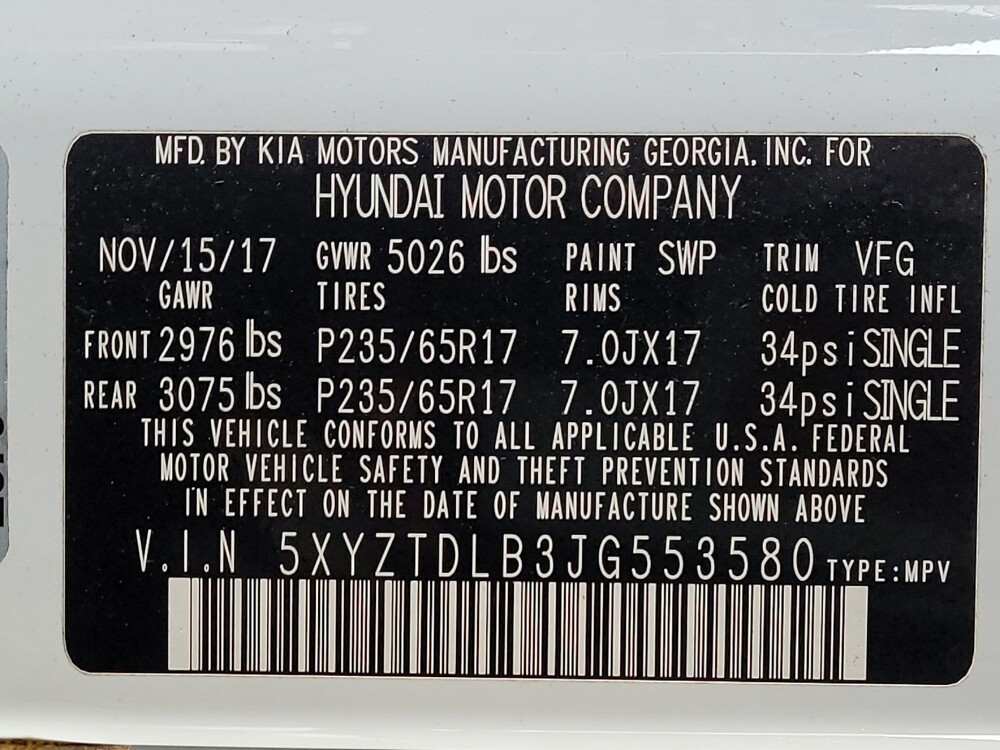 MFD. BY KIA MOTORS MANUFACTURING GEORGIA. INC. FOR
HYUNDAI MOTOR COMPANY
NOV/15/17 GVWR 5026 lbs PAINT SWP TRIM VFG
GAWR TIRES RIMS COLD TIRE INFL
FRONT 2976 lbs P235/65R17 7.0JX17 34psi SINGLE
REAR 3075 lbs P235/65R17 7.0JX17 34psi SINGLE
THIS VEHICLE CONFORMS TO ALL APPLICABLE U.S.A. FEDERAL
MOTOR VEHICLE SAFETY AND THEFT PREVENTION STANDARDS
IN EFFECT ON THE DATE OF MANUFACTURE SHOWN ABOVE
V.I.N 5XYZTDLB3JG553580 TYPE:MPV